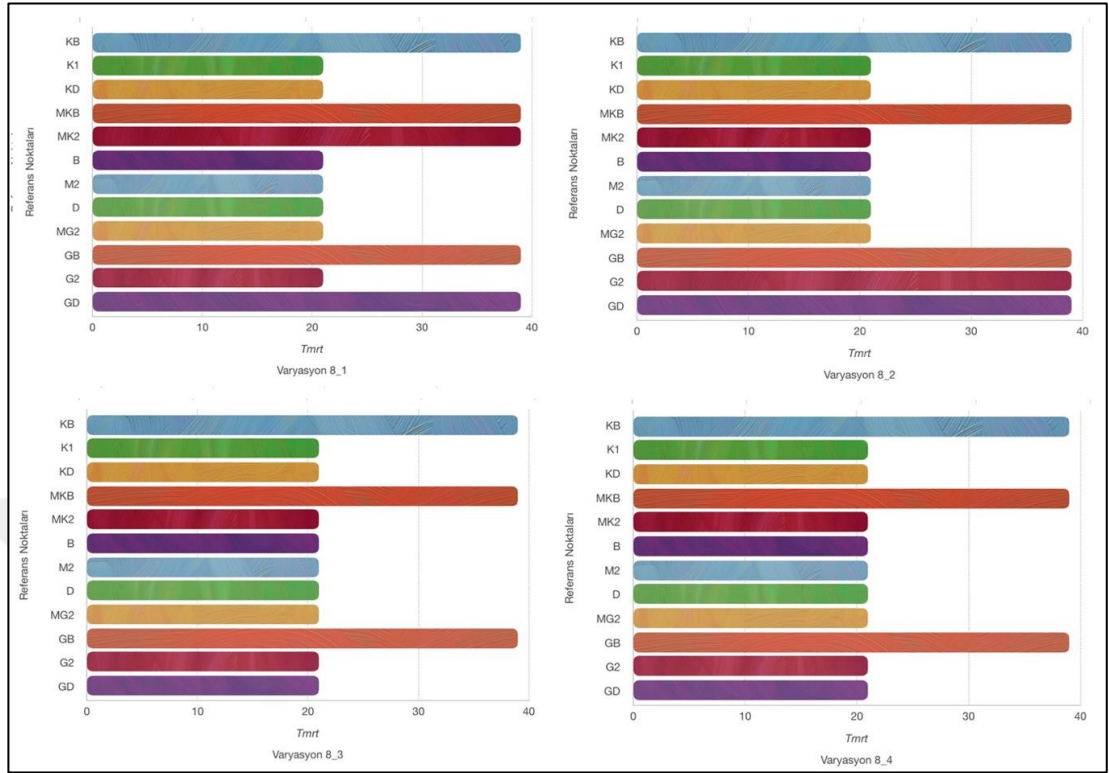 KB
K1
KD
MKB
MK2
B
M2
D
MG2
GB
G2
GD
Referans Noktaları
0 10 20 30 40
Tmrt
Varyasyon 8_1
KB
K1
KD
MKB
MK2
B
M2
D
MG2
GB
G2
GD
Referans Noktaları
0 10 20 30 40
Tmrt
Varyasyon 8_2
KB
K1
KD
MKB
MK2
B
M2
D
MG2
GB
G2
GD
Referans Noktaları
0 10 20 30 40
Tmrt
Varyasyon 8_3
KB
K1
KD
MKB
MK2
B
M2
D
MG2
GB
G2
GD
Referans Noktaları
0 10 20 30 40
Tmrt
Varyasyon 8_4